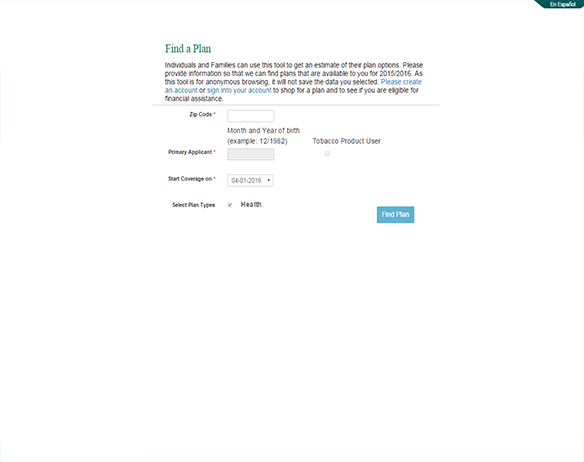 En Español
Find a Plan
Individuals and Families can use this tool to get an estimate of their plan options. Please
provide information so that we can find plans that are available to you for 2015/2016. As
this tool is for anonymous browsing, it will not save the data you selected. Please create
an account or sign into your account to shop for a plan and to see if you are eligible for
financial assistance.
Zip Code *
Month and Year of birth
(example: 12/1982) Tobacco Product User
Primary Applicant *
Start Coverage on * 04-01-2016
Select Plan Types Health
Find Plan